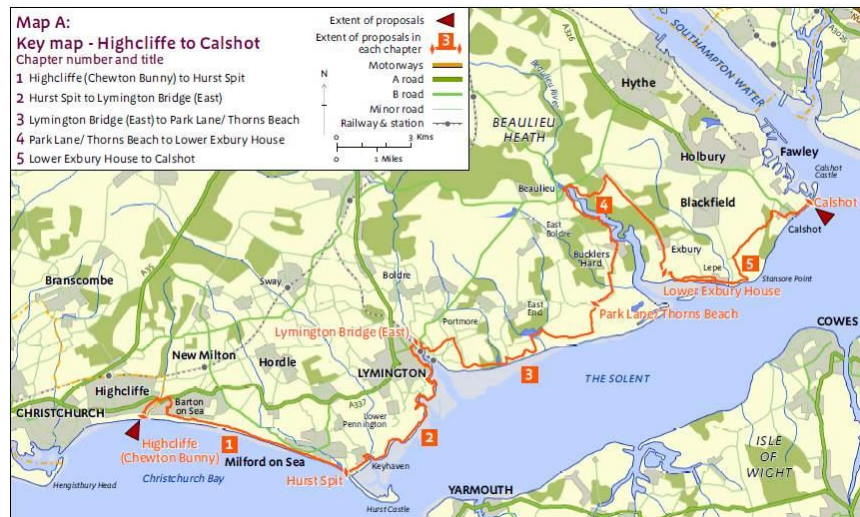 Map A:
Key map - Highcliffe to Calshot
Chapter number and title
1 Highcliffe (Chewton Bunny) to Hurst Spit
2 Hurst Spit to Lymington Bridge (East)
3 Lymington Bridge (East) to Park Lane/ Thorns Beach
4 Park Lane/ Thorns Beach to Lower Exbury House
5 Lower Exbury House to Calshot
Extent of proposals
Extent of proposals in
each chapter
3
Motorways
A road
B road
Minor road
Railway & station
N
0 3 Kms
0 1 Miles
A326
Beaulieu River
SOUTHAMPTON WATER
A3025
Hythe
BEAULIEU
HEATH
Holbury
Fawley
Calshot
Castle
Beaulieu
4
Blackfield
Calshot
Calshot
East
Boldre
Bucklers
Hard
Exbury
Lepe
5
Stansore Point
Lower Exbury House
A35
Branscombe
Sway
Boldre
East
End
Park Lane/ Thorns Beach
Portmore
Lymington Bridge (East)
COWES
New Milton
Hordle
LYMINGTON
3
THE SOLENT
Highcliffe
CHRISTCHURCH
Barton
on Sea
A337
Lower
Pennington
2
Highcliffe
(Chewton Bunny)
1
Milford on Sea
Keyhaven
ISLE
OF
WIGHT
Hengistbury Head
Christchurch Bay
Hurst Spit
Hurst Castle
YARMOUTH